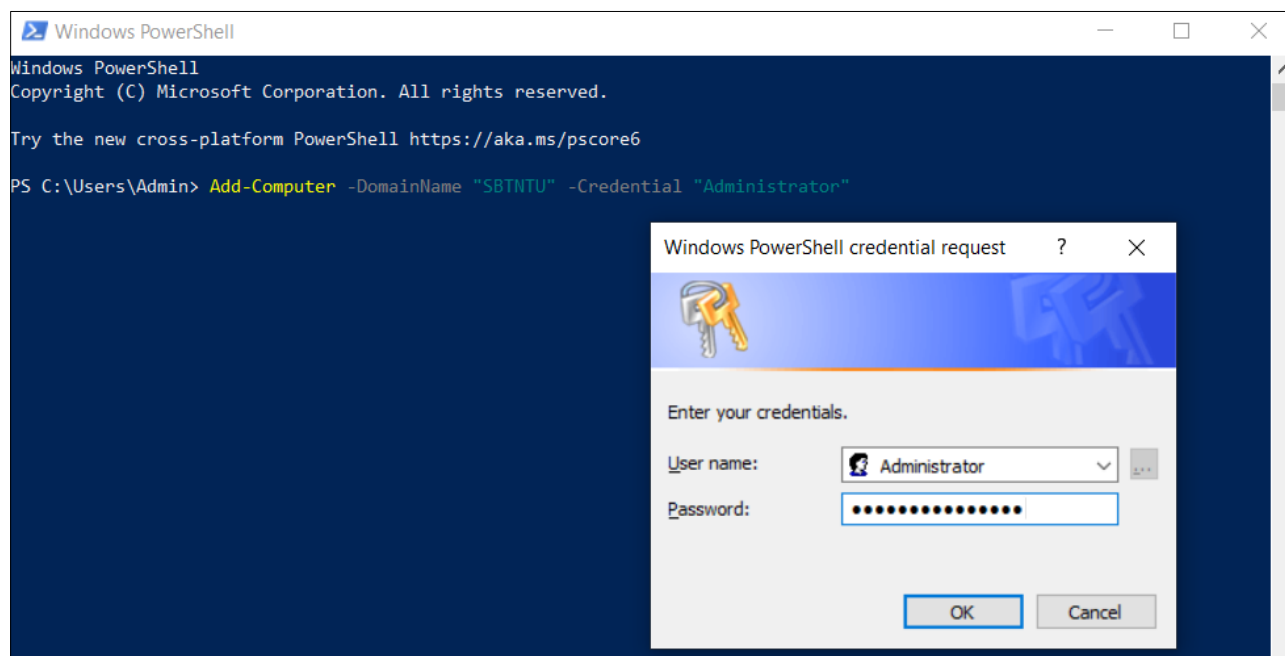 Windows PowerShell
Windows PowerShell
Copyright (C) Microsoft Corporation. All rights reserved.
Try the new cross-platform PowerShell https://aka.ms/pscore6
PS C:\Users\Admin> Add-Computer -DomainName "SBTNTU" -Credential "Administrator"
Windows PowerShell credential request ?
Enter your credentials.
User name: Administrator ...
Password: ●●●●●●●●●●●●●●●
OK Cancel